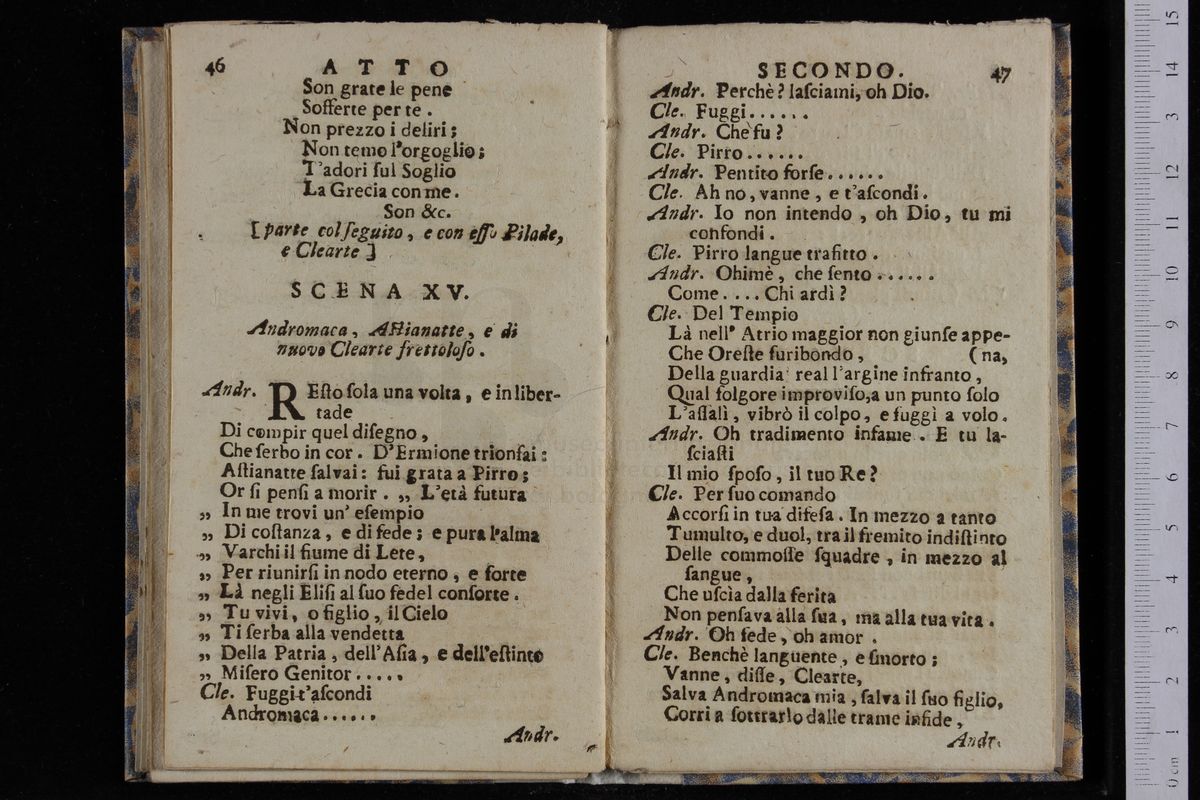 46 ATTO
Son grate le pene
Sofferte per te .
Non prezzo i deliri ;
Non temo l'orgoglio ;
T'adori ſul Soglio
La Grecia con me .
Son &c.
[ parte col ſeguito , e con eſſo Pilade,
e Clearte ]
SCENA XV.
Andromaca , Aſtianatte , e di
nuovo Clearte frettoloſo .
Andr. REſto ſola una volta , e in liber-
tade
Di compir quel diſegno ,
Che ſerbo in cor . D'Ermione trionfai :
Aſtianatte ſalvai : fui grata a Pirro ;
Or ſi penſi a morir . ,, L'età futura
,, In me trovi un' eſempio
,, Di coſtanza , e di fede ; e pura l'alma
,, Varchi il fiume di Lete ,
,, Per riunirſi in nodo eterno , e forte
,, Là negli Eliſi al ſuo fedel conſorte .
,, Tu vivi , o figlio , il Cielo
,, Ti ſerba alla vendetta
,, Della Patria , dell'Aſia , e dell'eſtinto
,, Miſero Genitor . . . . .
Cle. Fuggi t'aſcondi
Andromaca . . . . . .
Andr.
SECONDO. 47
Andr. Perchè ? laſciami, oh Dio.
Cle. Fuggi . . . . . .
Andr. Che fu ?
Cle. Pirro . . . . . .
Andr. Pentito forſe . . . . . .
Cle. Ah no , vanne , e t'aſcondi .
Andr. Io non intendo , oh Dio , tu mi
confondi .
Cle. Pirro langue trafitto .
Andr. Ohimè , che ſento . . . . . .
Come . . . . Chi ardì ?
Cle. Del Tempio
Là nell' Atrio maggior non giunſe appe-
Che Oreſte furibondo , ( na,
Della guardia real l'argine infranto ,
Qual folgore improviſo,a un punto ſolo
L'aſſalì , vibrò il colpo , e fuggì a volo .
Andr. Oh tradimento infame . E tu la-
ſciaſti
Il mio ſpoſo , il tuo Re ?
Cle. Per ſuo comando
Accorſi in tua difeſa . In mezzo a tanto
Tumulto, e duol, tra il fremito indiſtinto
Delle commoſſe ſquadre , in mezzo al
ſangue ,
Che uſcìa dalla ferita
Non penſava alla ſua , ma alla tua vita .
Andr. Oh fede , oh amor .
Cle. Benchè languente , e ſmorto ;
Vanne , diſſe , Clearte,
Salva Andromaca mia , ſalva il ſuo figlio,
Corri a ſottrarlo dalle trame infide ,
Andr.